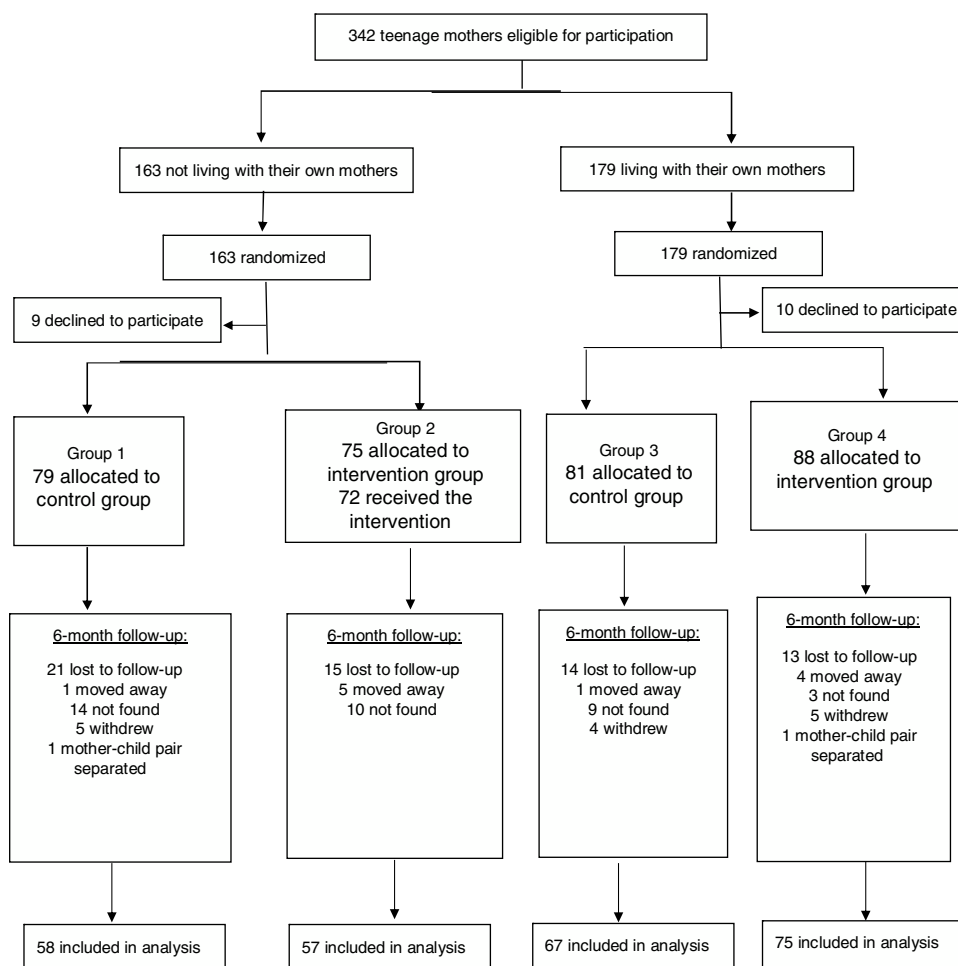 342 teenage mothers eligible for participation
163 not living with their own mothers
179 living with their own mothers
163 randomized
179 randomized
9 declined to participate
10 declined to participate
Group 1
79 allocated to
control group
Group 2
75 allocated to
intervention group
72 received the
intervention
Group 3
81 allocated to
control group
Group 4
88 allocated to
intervention group
6-month follow-up:
21 lost to follow-up
1 moved away
14 not found
5 withdrew
1 mother-child pair
separated
6-month follow-up:
15 lost to follow-up
5 moved away
10 not found
6-month follow-up:
14 lost to follow-up
1 moved away
9 not found
4 withdrew
6-month follow-up:
13 lost to follow-up
4 moved away
3 not found
5 withdrew
1 mother-child pair
separated
58 included in analysis
57 included in analysis
67 included in analysis
75 included in analysis